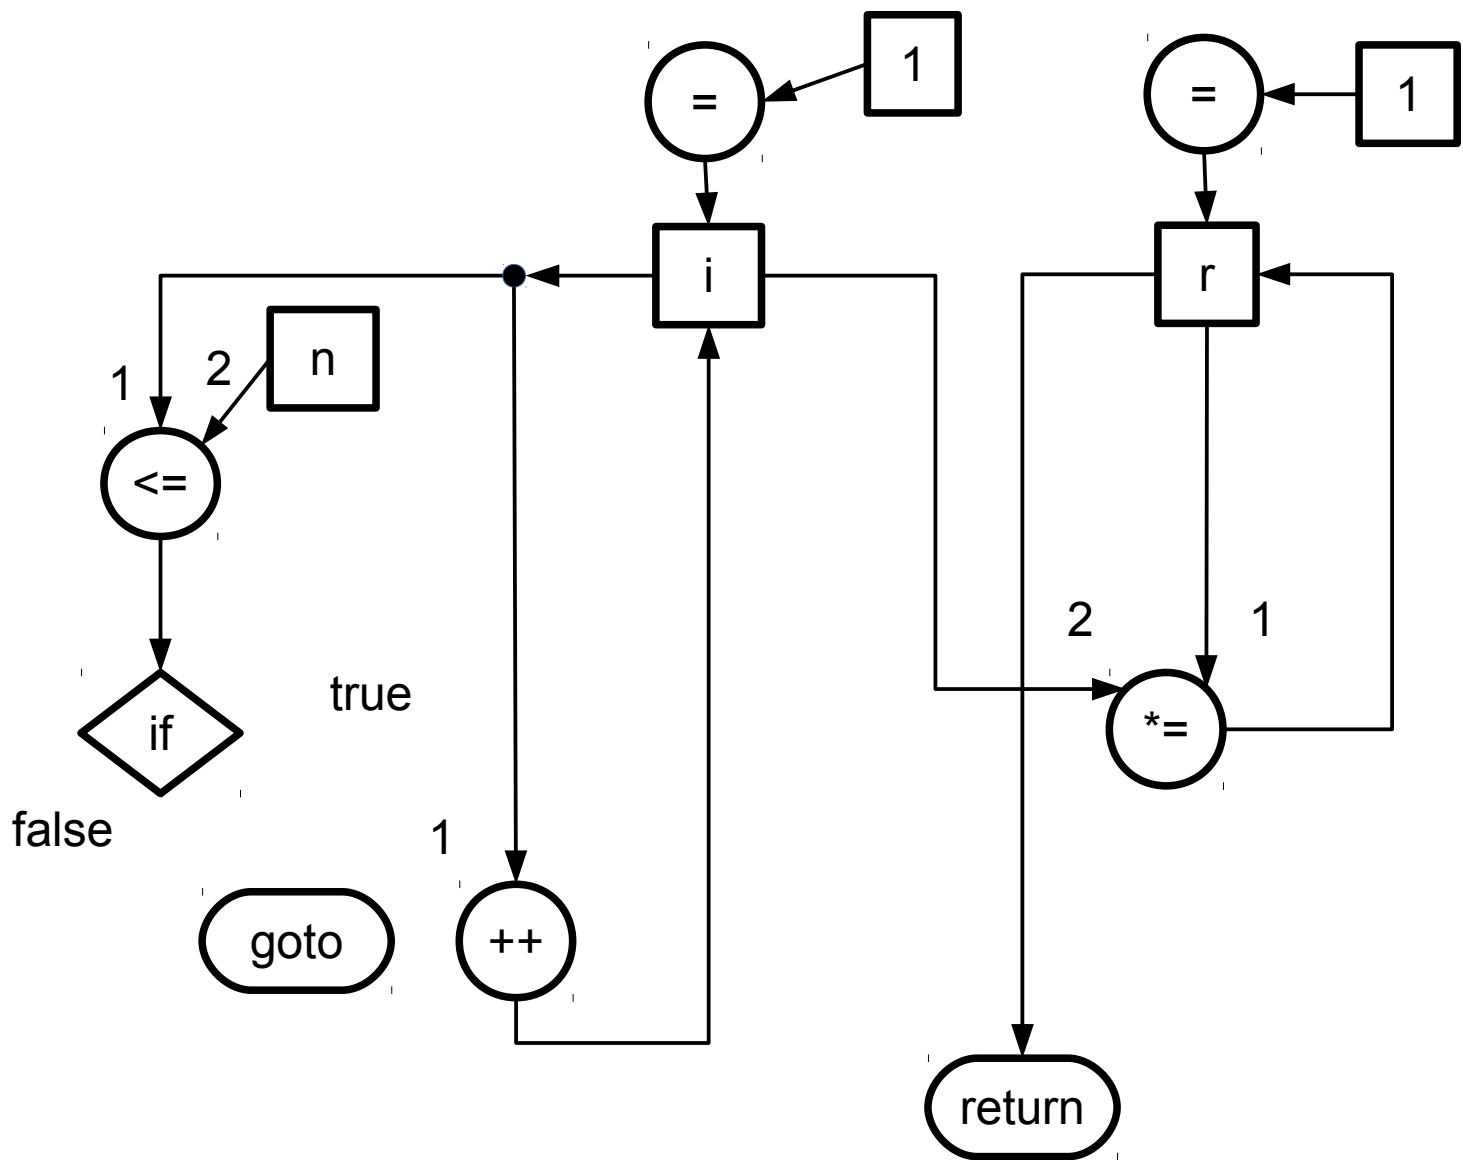 =
1
=
1
i
r
n
2
1
<=
2
1
true
if
*=
false
1
goto
++
return